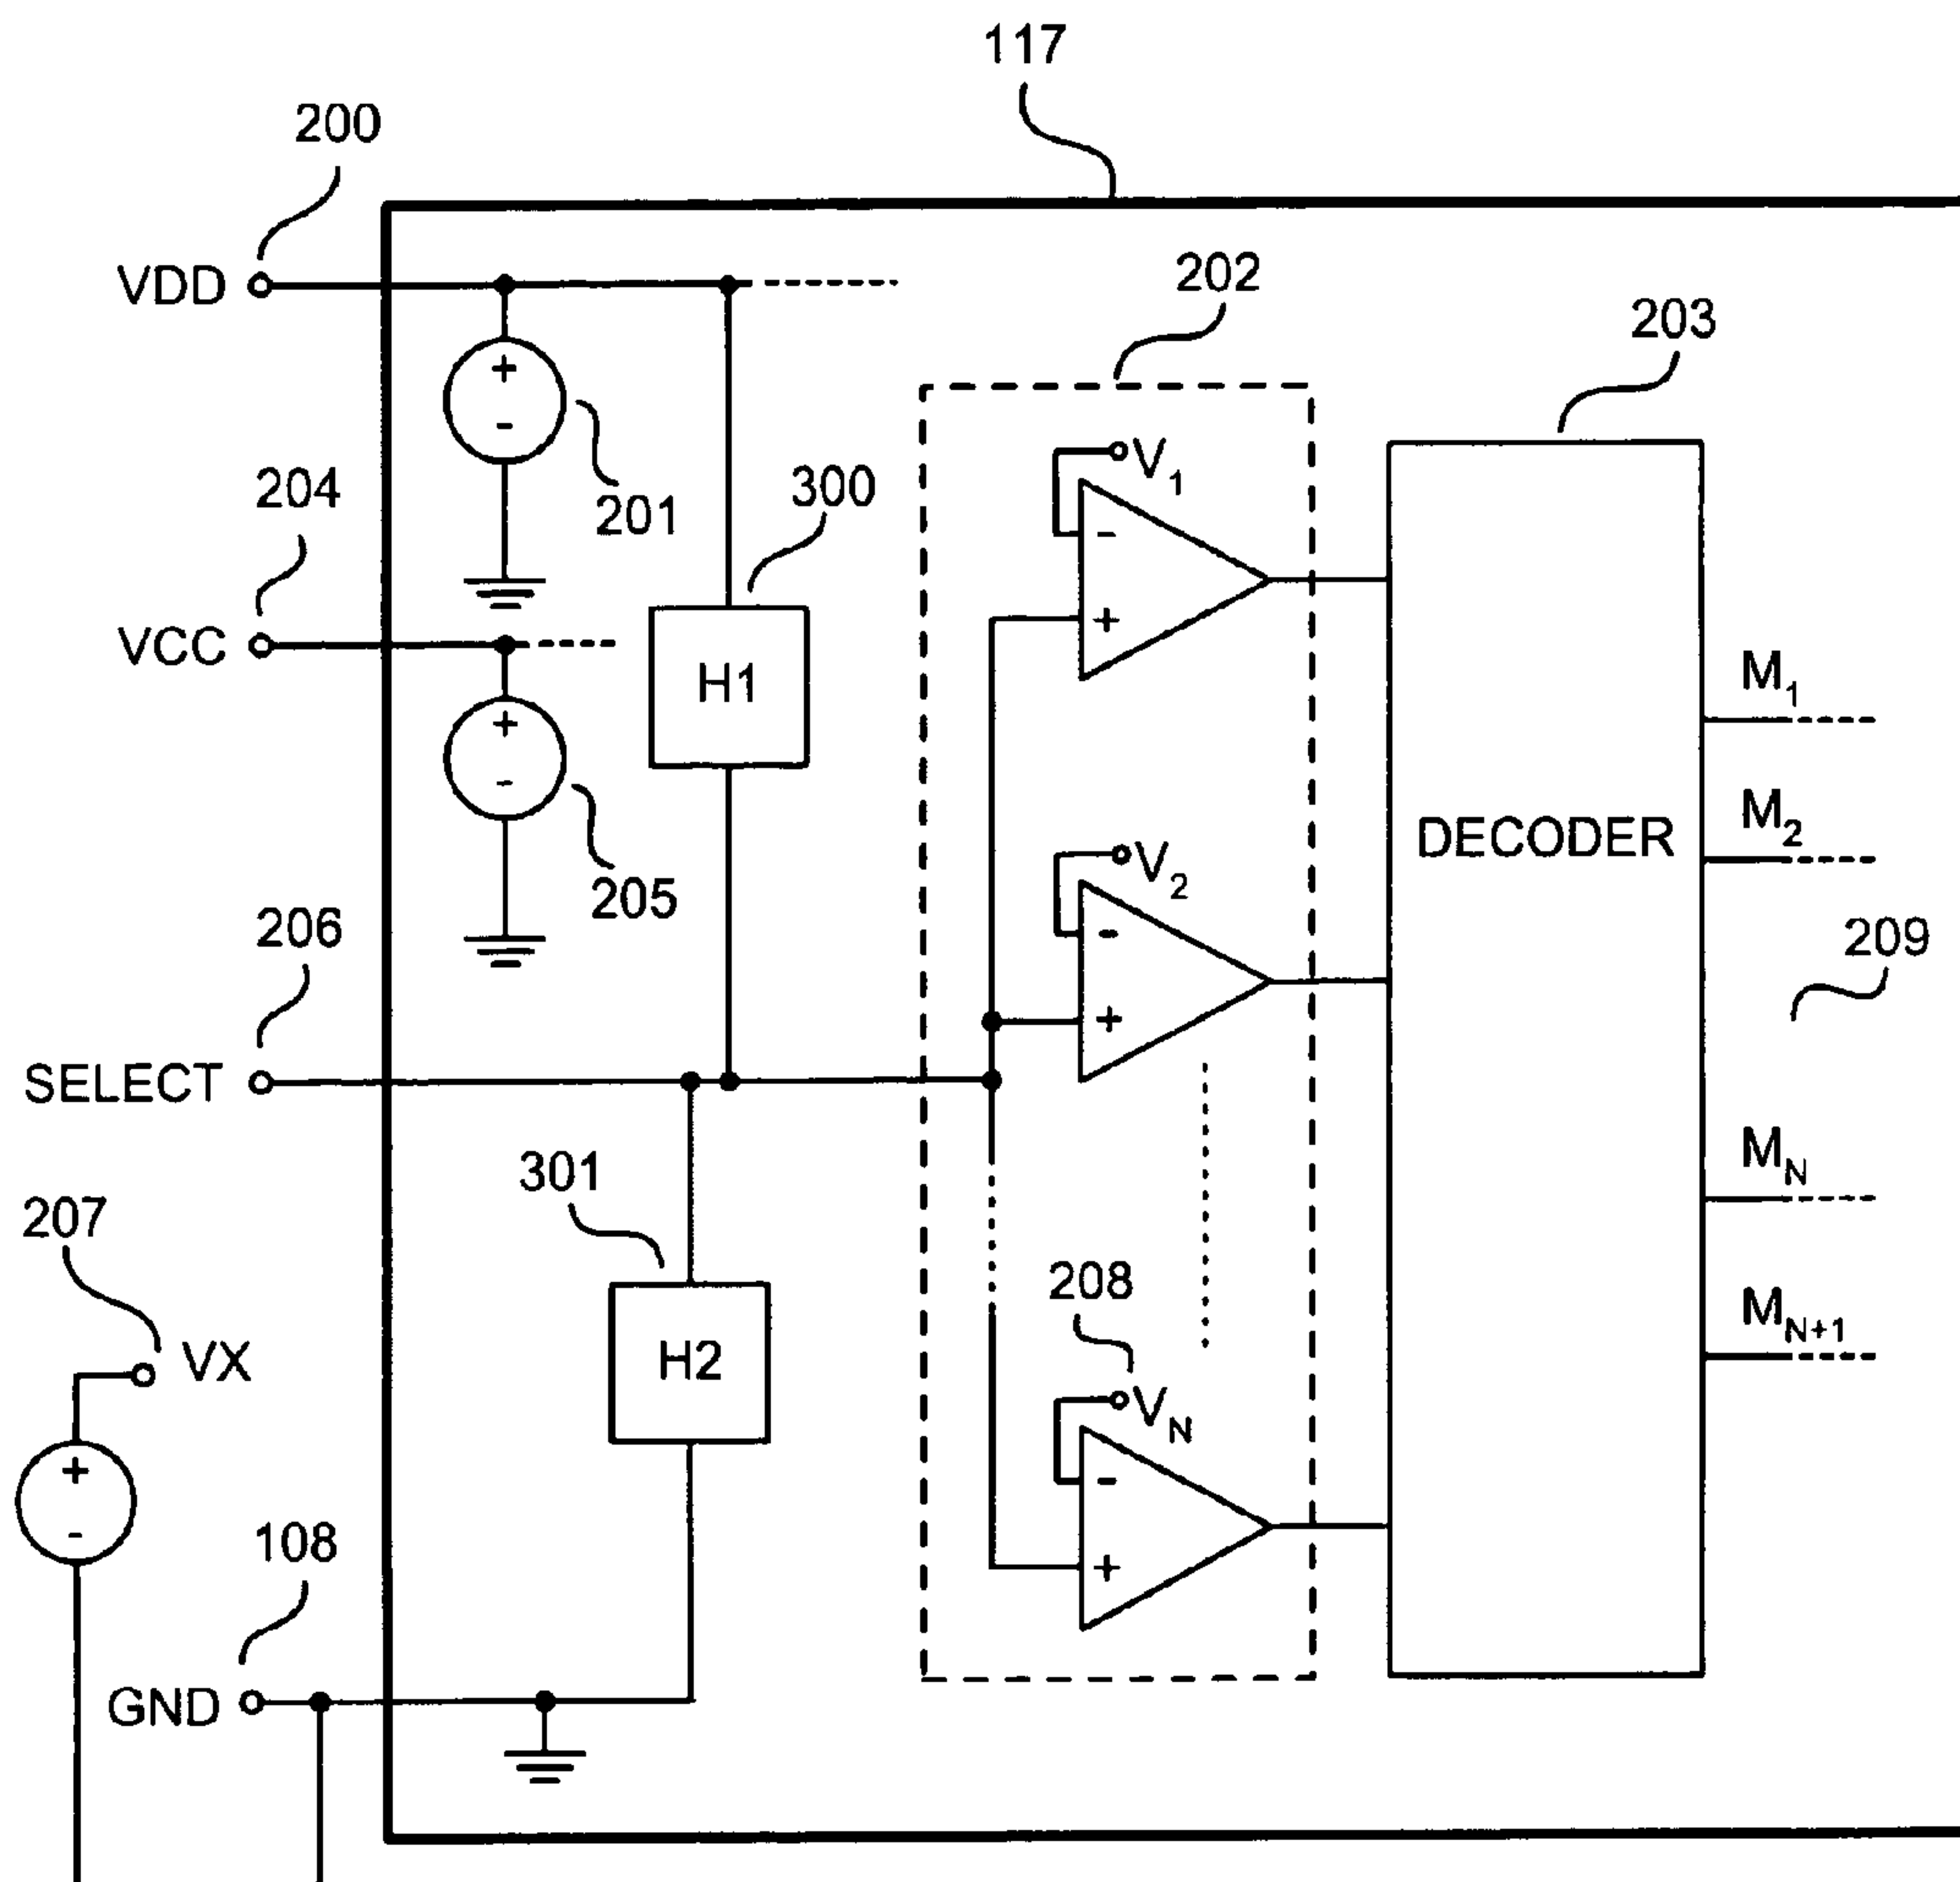 117
200
VDD
202
203
V1
+
-
204
300
201
-
VCC
+
H1
+
M1
-
DECODER
M2
V2
205
206
-
209
+
SELECT
301
MN
207
208
MN+1
VX
H2
VN
+
-
-
108
+
GND